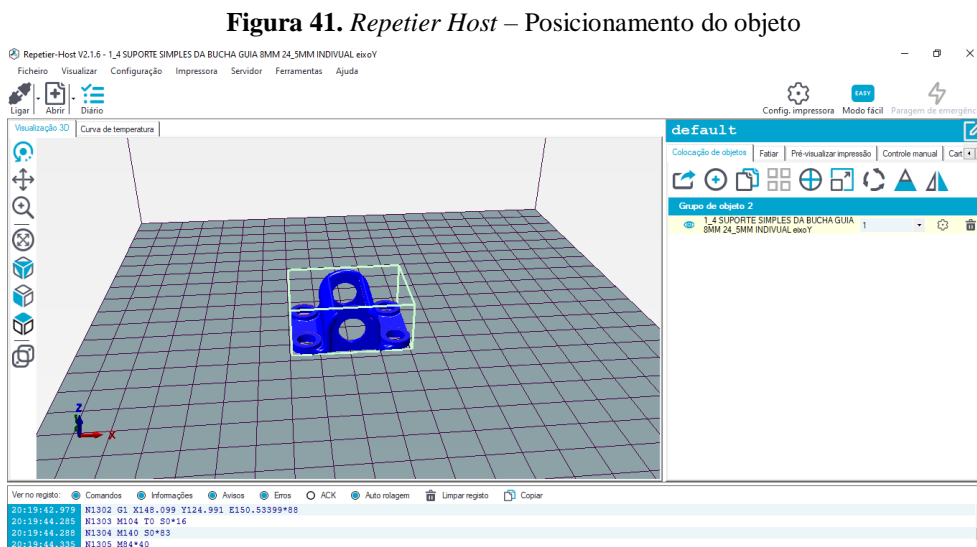 Figura 41. Repetier Host – Posicionamento do objeto
Repetier-Host V2.1.6 - 1_4 SUPORTE SIMPLES DA BUCHA GUIA 8MM 24_5MM INDIVUAL eixoY
Ficheiro Visualizar Configuração Impressora Servidor Ferramentas Ajuda
Ligar Abrir Diário
EASY
Config. impressora Modo fácil Paragem de emergênc
Visualização 3D Curva de temperatura
default
Colocação de objetos Fatiar Pré-visualizar impressão Controle manual Cart
Grupo de objeto 2
1_4 SUPORTE SIMPLES DA BUCHA GUIA
8MM 24_5MM INDIVUAL eixoY
1
Z
X
Ver no registo: Comandos Informações Avisos Erros ACK Auto rolagem Limpar registo Copiar
20:19:42.979 N1302 G1 X148.099 Y124.991 E150.53399*88
20:19:44.285 N1303 M104 T0 S0*16
20:19:44.288 N1304 M140 S0*83
20:19:44.335 N1305 M84*40